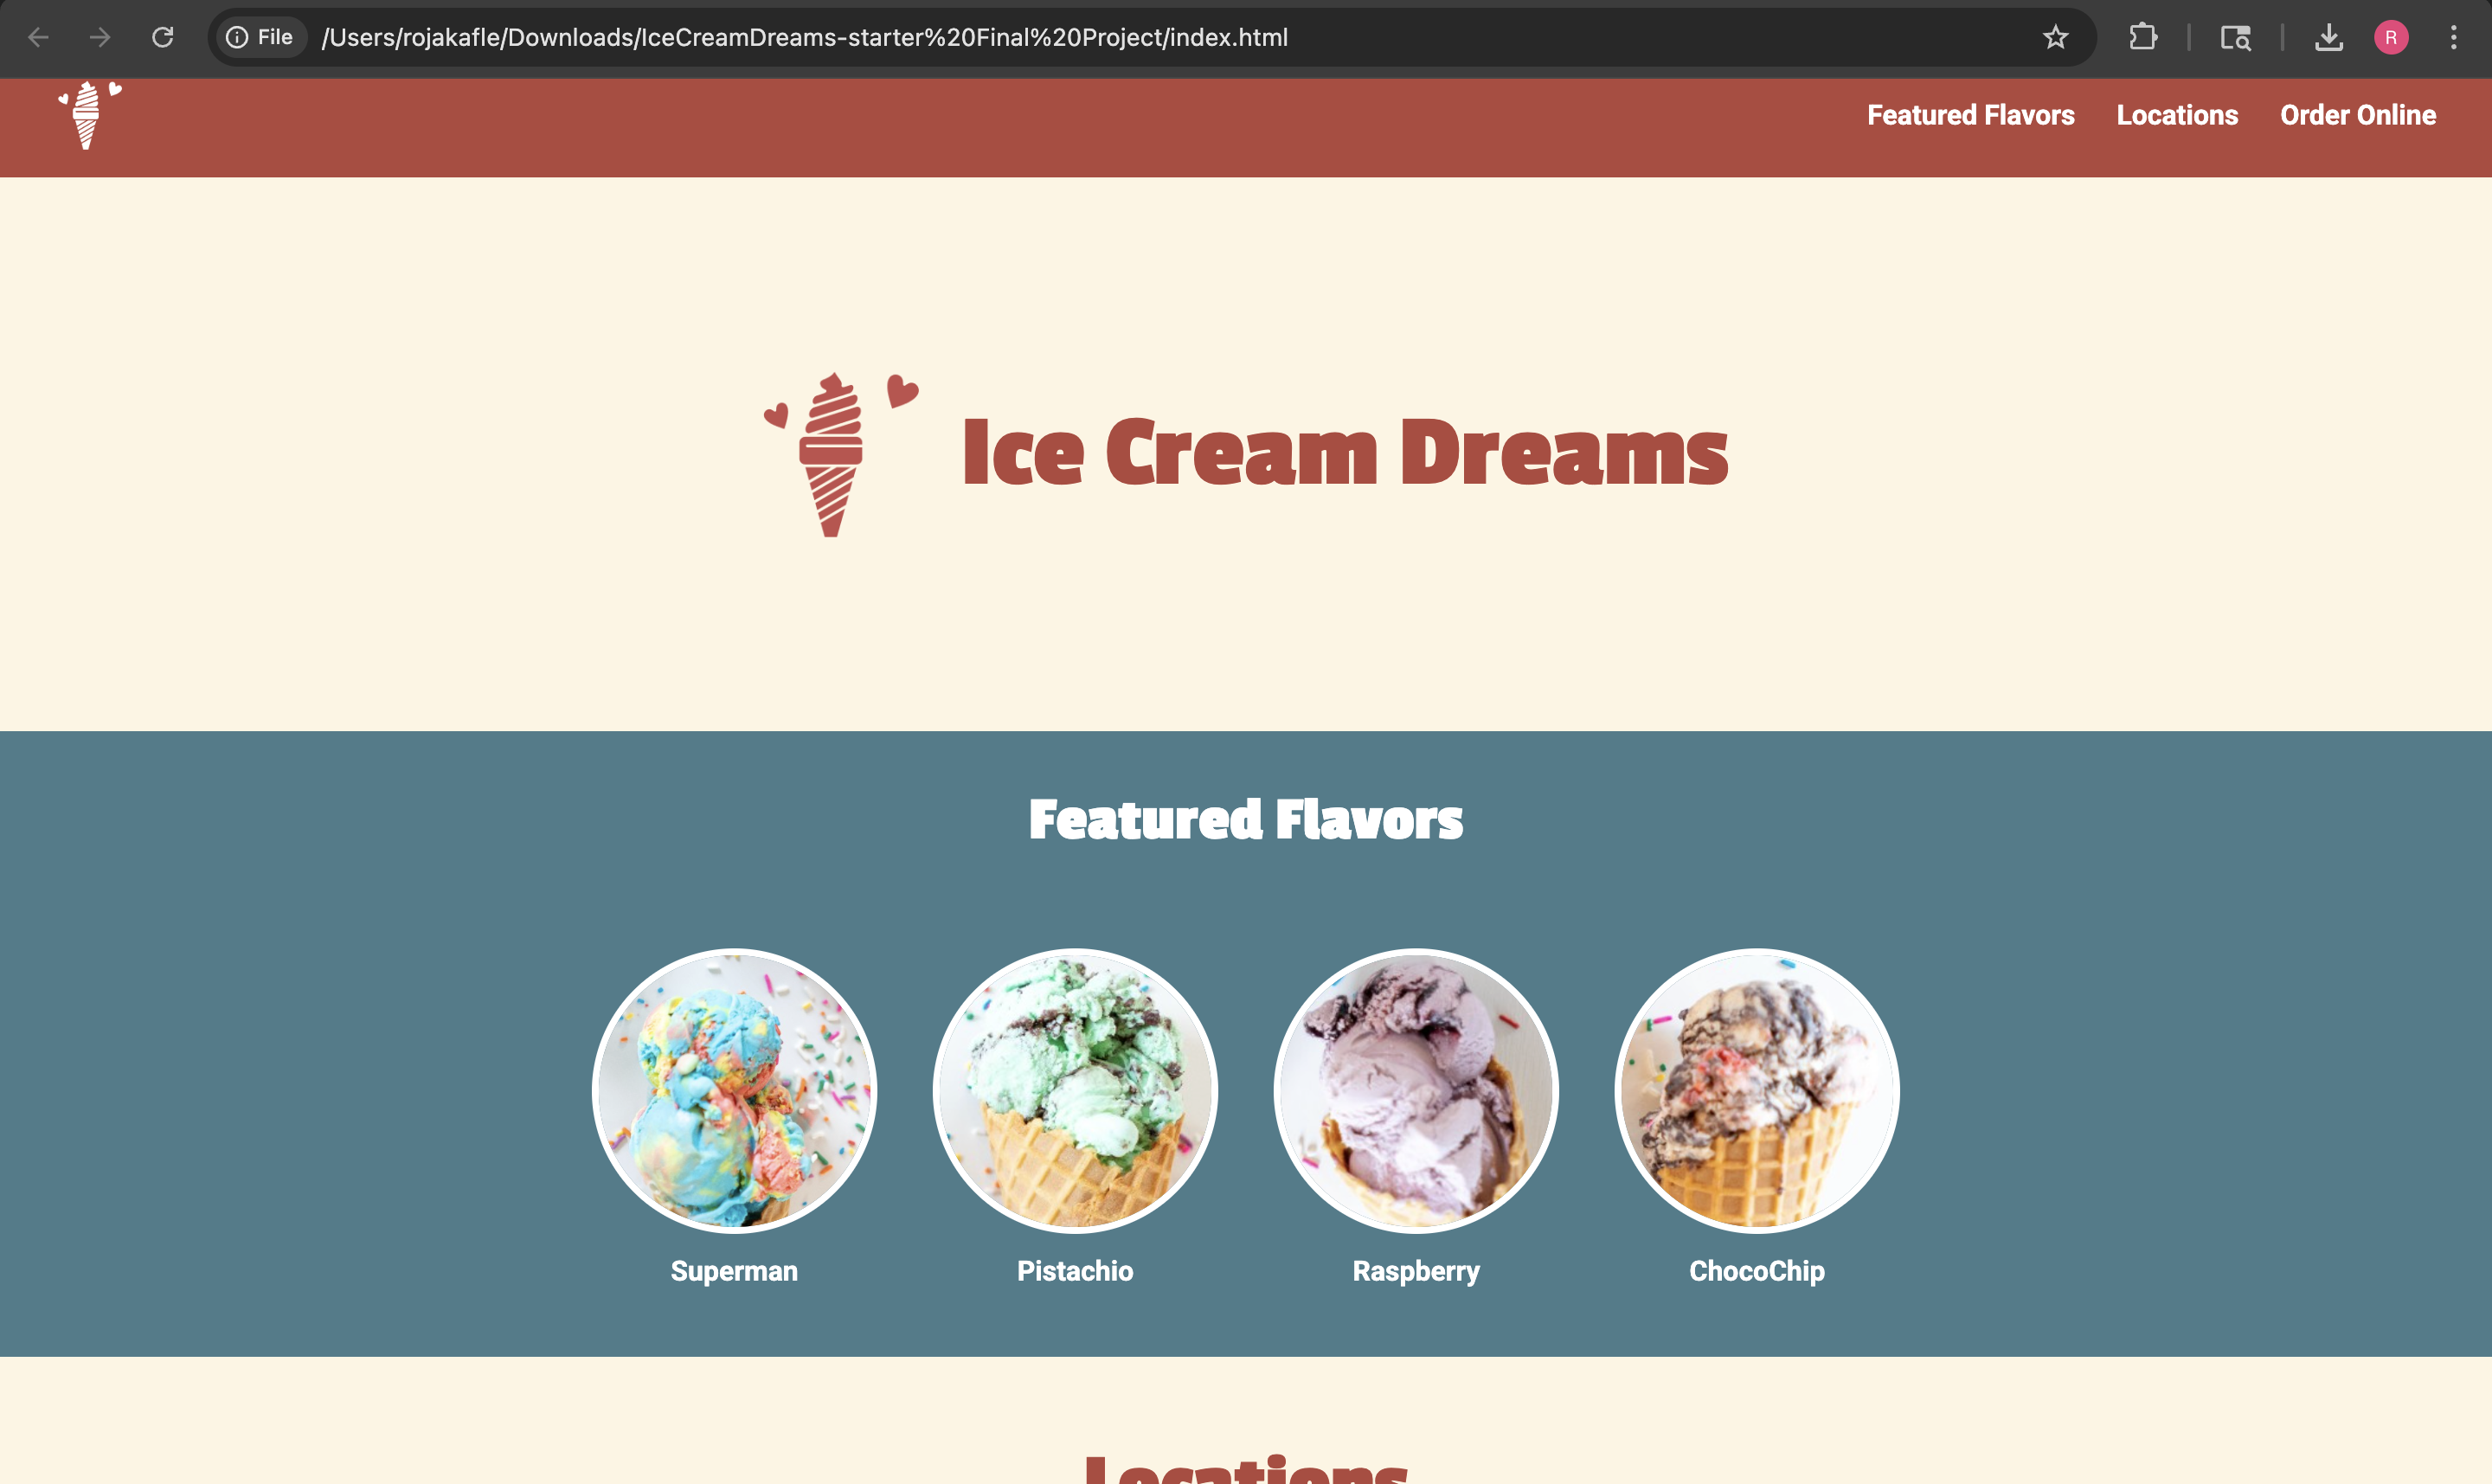 File /Users/rojakafle/Downloads/IceCreamDreams-starter%20Final%20Project/index.html
R
Featured Flavors Locations Order Online
Ice Cream Dreams
Featured Flavors
Superman Pistachio Raspberry ChocoChip
Locations